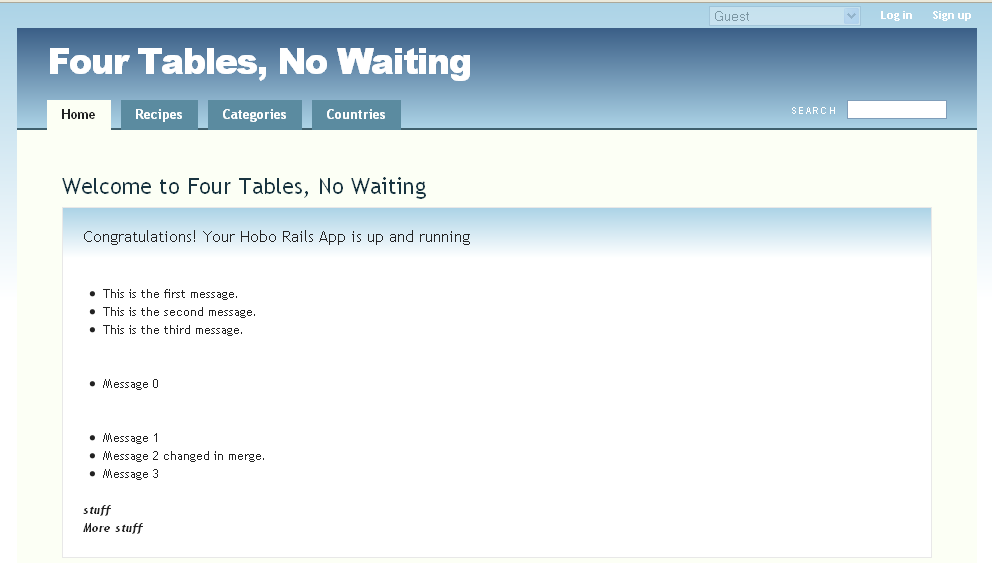 Guest Log in Sign up
Four Tables, No Waiting
Home Recipes Categories Countries SEARCH
Welcome to Four Tables, No Waiting
Congratulations! Your Hobo Rails App is up and running
This is the first message.
This is the second message.
This is the third message.
Message 0
Message 1
Message 2 changed in merge.
Message 3
stuff
More stuff